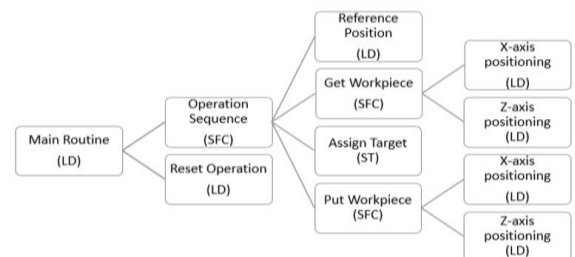 Main Routine
(LD)
Operation
Sequence
(SFC)
Reset Operation
(LD)
Reference
Position
(LD)
Get Workpiece
(SFC)
Assign Target
(ST)
Put Workpiece
(SFC)
X-axis
positioning
(LD)
Z-axis
positioning
(LD)
X-axis
positioning
(LD)
Z-axis
positioning
(LD)